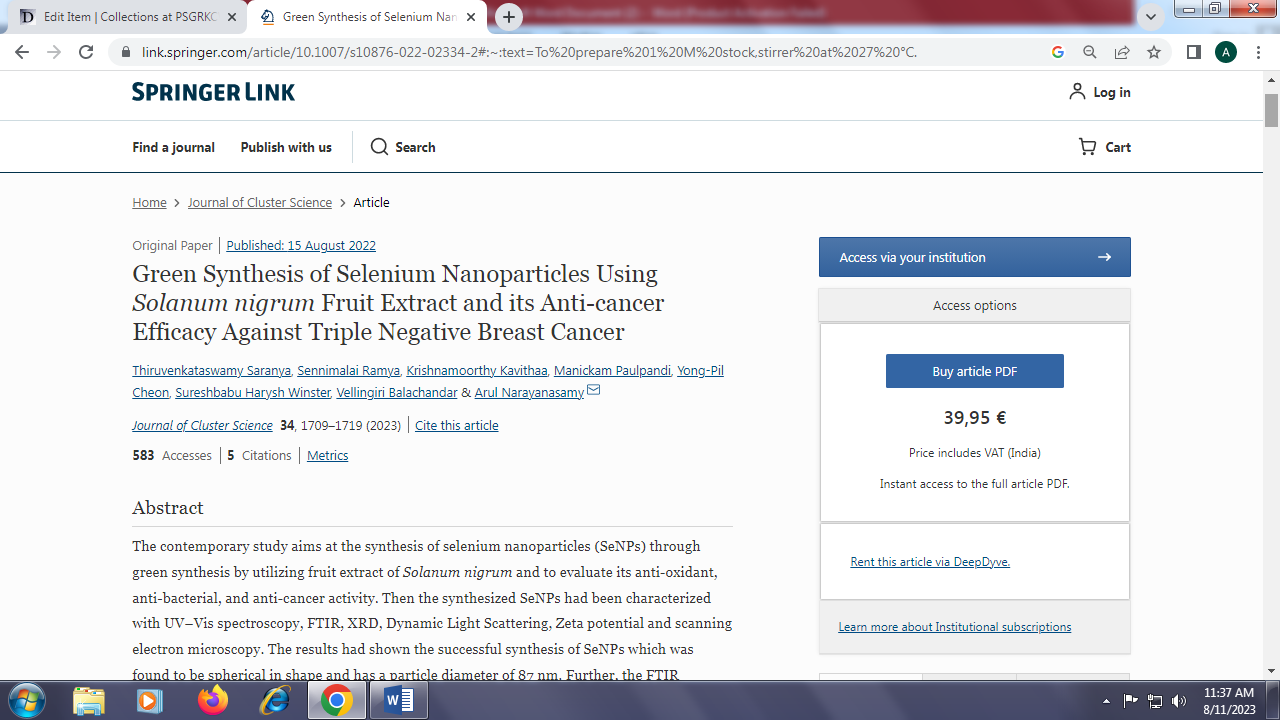 Edit Item | Collections at PSGRKC
Green Synthesis of Selenium Nan
link.springer.com/article/10.1007/s10876-022-02334-2#:~:text=To%20prepare%201%20M%20stock,stirrer%20at%2027%20°C.
A
SPRINGER LINK
Log in
Find a journal
Publish with us
Search
Cart
Home > Journal of Cluster Science > Article
Original Paper | Published: 15 August 2022
Green Synthesis of Selenium Nanoparticles Using
Solanum nigrum Fruit Extract and its Anti-cancer
Efficacy Against Triple Negative Breast Cancer
Thiruvenkataswamy Saranya, Sennimalai Ramya, Krishnamoorthy Kavithaa, Manickam Paulpandi, Yong-Pil
Cheon, Sureshbabu Harysh Winster, Vellingiri Balachandar & Arul Narayanasamy
Journal of Cluster Science 34, 1709–1719 (2023) | Cite this article
583 Accesses | 5 Citations | Metrics
Abstract
The contemporary study aims at the synthesis of selenium nanoparticles (SeNPs) through
green synthesis by utilizing fruit extract of Solanum nigrum and to evaluate its anti-oxidant,
anti-bacterial, and anti-cancer activity. Then the synthesized SeNPs had been characterized
with UV–Vis spectroscopy, FTIR, XRD, Dynamic Light Scattering, Zeta potential and scanning
electron microscopy. The results had shown the successful synthesis of SeNPs which was
found to be spherical in shape and has a particle diameter of 87 nm. Further, the FTIR
Access via your institution
Access options
Buy article PDF
39,95 €
Price includes VAT (India)
Instant access to the full article PDF.
Rent this article via DeepDyve.
Learn more about Institutional subscriptions
11:37 AM
8/11/2023